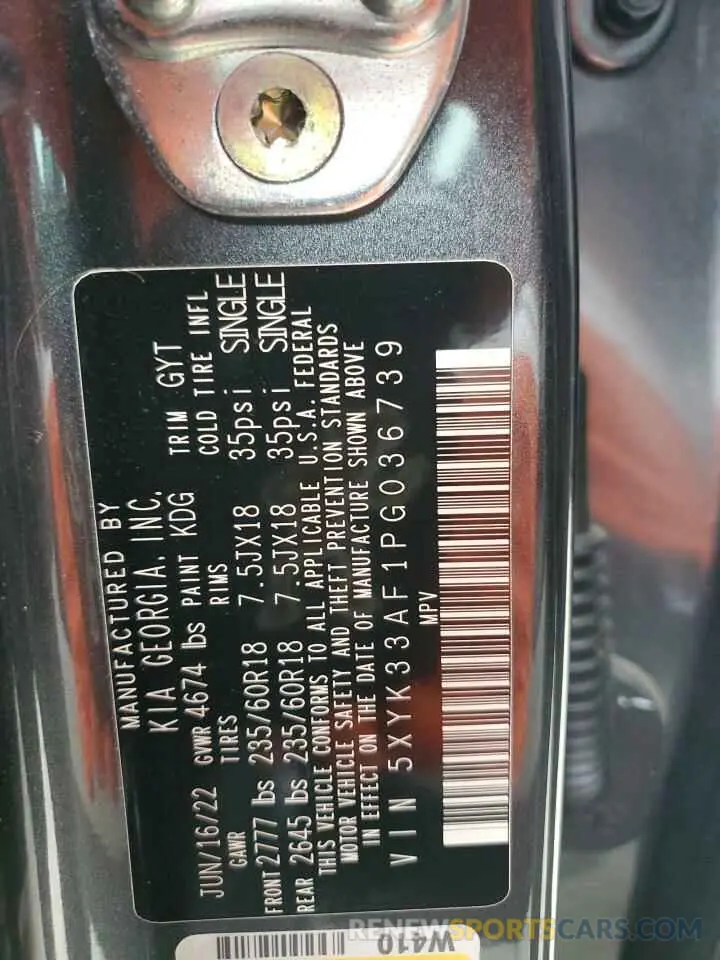 MANUFACTURED BY
KIA GEORGIA, INC.
JUN/16/22 GVWR 4674 lbs PAINT KDG TRIM GYT
GAWR TIRES RIMS COLD TIRE INFL
FRONT 2777 lbs 235/60R18 7.5JX18 35psi SINGLE
REAR 2645 lbs 235/60R18 7.5JX18 35psi SINGLE
THIS VEHICLE CONFORMS TO ALL APPLICABLE U.S.A. FEDERAL
MOTOR VEHICLE SAFETY AND THEFT PREVENTION STANDARDS
IN EFFECT ON THE DATE OF MANUFACTURE SHOWN ABOVE
VIN 5XYK33AF1PG036739
MPV
W410
RENEWSPORTSCARS.COM